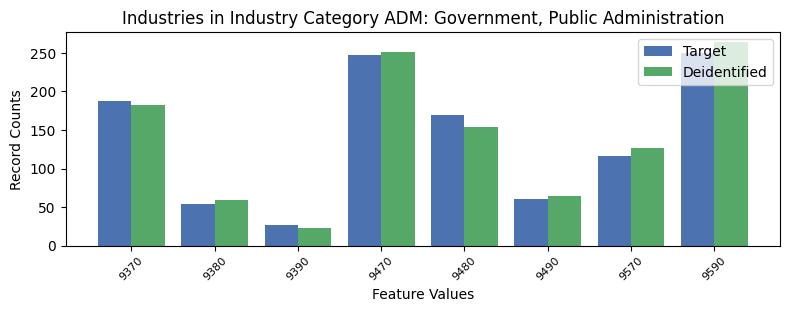 Industries in Industry Category ADM: Government, Public Administration
Record Counts
250
200
150
100
50
0
Target
Deidentified
9370
9380
9390
9470
9480
9490
9570
9590
Feature Values